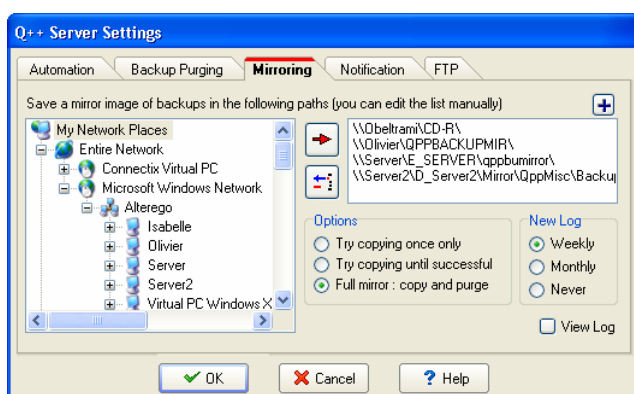 Q++ Server Settings
Automation
Backup Purging
Mirroring
Notification
FTP
Save a mirror image of backups in the following paths (you can edit the list manually)
My Network Places
Entire Network
Connectix Virtual PC
Microsoft Windows Network
Alterego
Isabelle
Olivier
Server
Server2
Virtual PC Windows X
\\Obeltrami\CD-R\
\\Olivier\QPPBACKUPMIR\
\\Server\E_SERVER\qppbumirror\
\\Server2\D_Server2\Mirror\QppMisc\Backu
Options
Try copying once only
Try copying until successful
Full mirror : copy and purge
New Log
Weekly
Monthly
Never
View Log
OK
Cancel
? Help